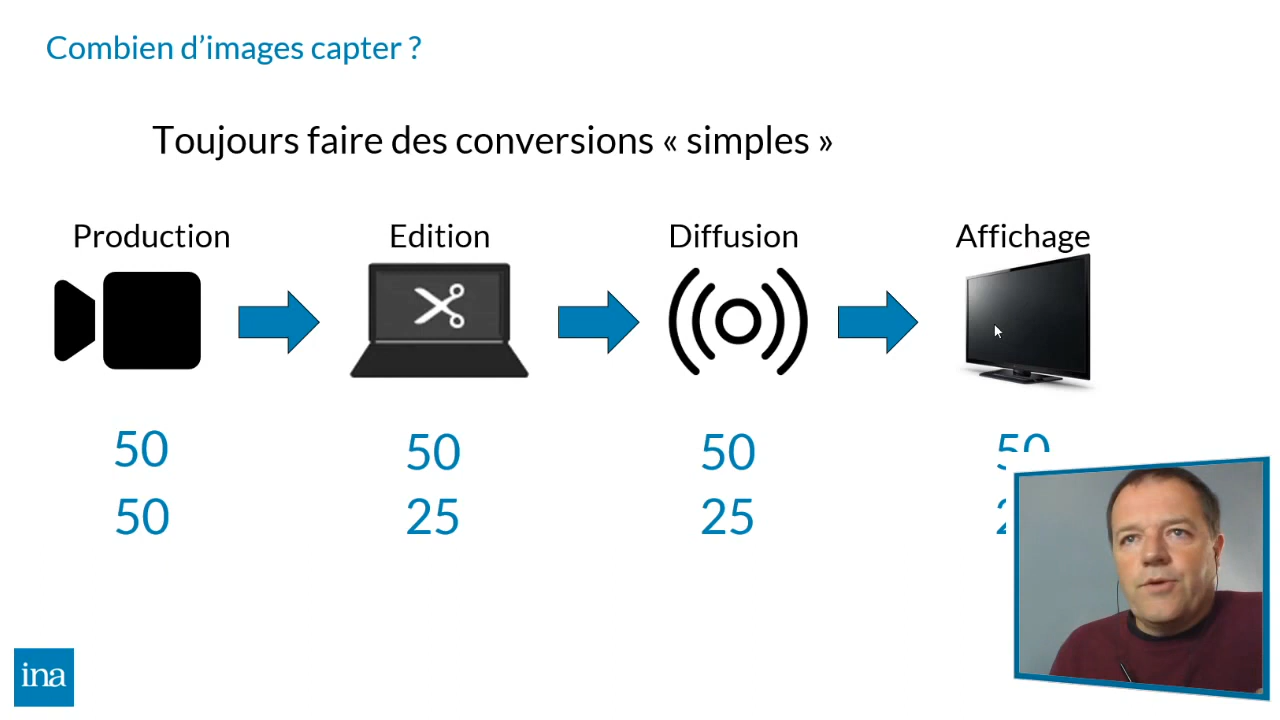 Combien d’images capter ?
Toujours faire des conversions « simples »
Production Edition Diffusion Affichage
50 50 50 50
50 25 25
ina